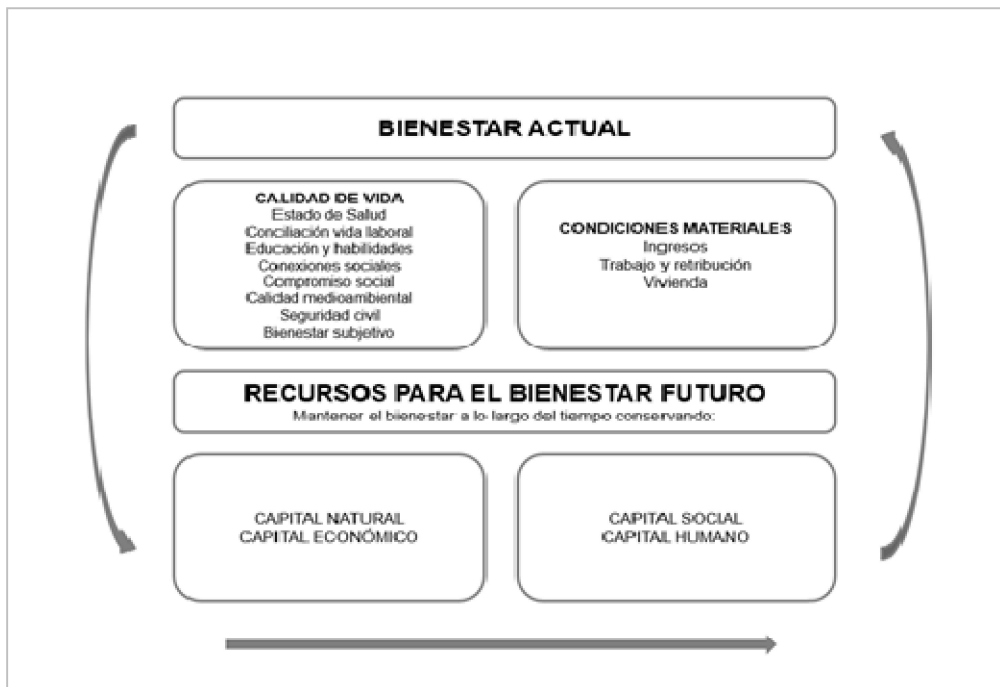 BIENESTAR ACTUAL
CALIDAD DE VIDA
Estado de Salud
Conciliación vida laboral
Educación y habilidades
Conexiones sociales
Compromiso social
Calidad medioambiental
Seguridad civil
Bienestar subjetivo
CONDICIONES MATERIALES
Ingresos
Trabajo y retribución
Vivienda
RECURSOS PARA EL BIENESTAR FUTURO
Mantener el bienestar a lo largo del tiempo conservando:
CAPITAL NATURAL
CAPITAL ECONÓMICO
CAPITAL SOCIAL
CAPITAL HUMANO